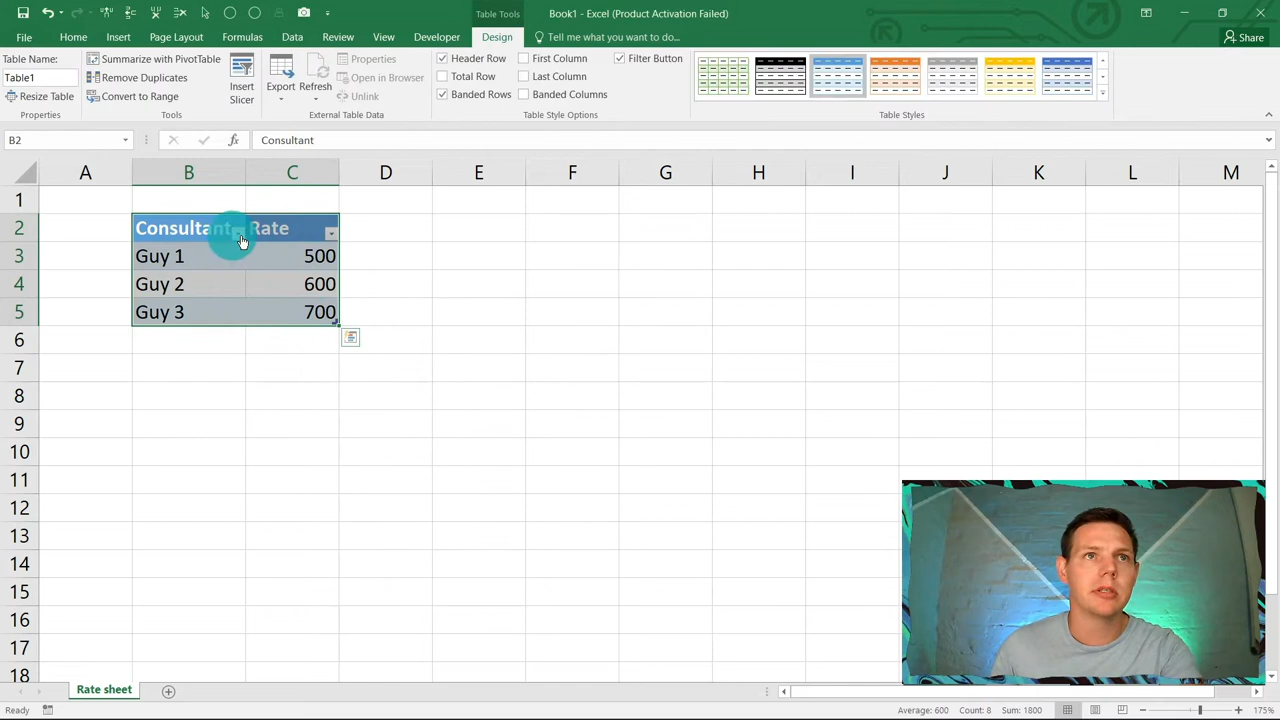 Table Tools
Book1 - Excel (Product Activation Failed)
File
Home
Insert
Page Layout
Formulas
Data
Review
View
Developer
Design
Tell me what you want to do...
Share
Table Name:
Table1
Resize Table
Properties
Summarize with PivotTable
Remove Duplicates
Convert to Range
Insert
Slicer
Tools
Export
Refresh
Properties
Open in Browser
Unlink
External Table Data
Header Row
Total Row
Banded Rows
First Column
Last Column
Banded Columns
Filter Button
Table Style Options
Table Styles
B2
fx
Consultant
A B C D E F G H I J K L M
1
2 Consultant Rate
3 Guy 1 500
4 Guy 2 600
5 Guy 3 700
6
7
8
9
10
11
12
13
14
15
16
17
18
Rate sheet
Ready
Average: 600 Count: 8 Sum: 1800
175%